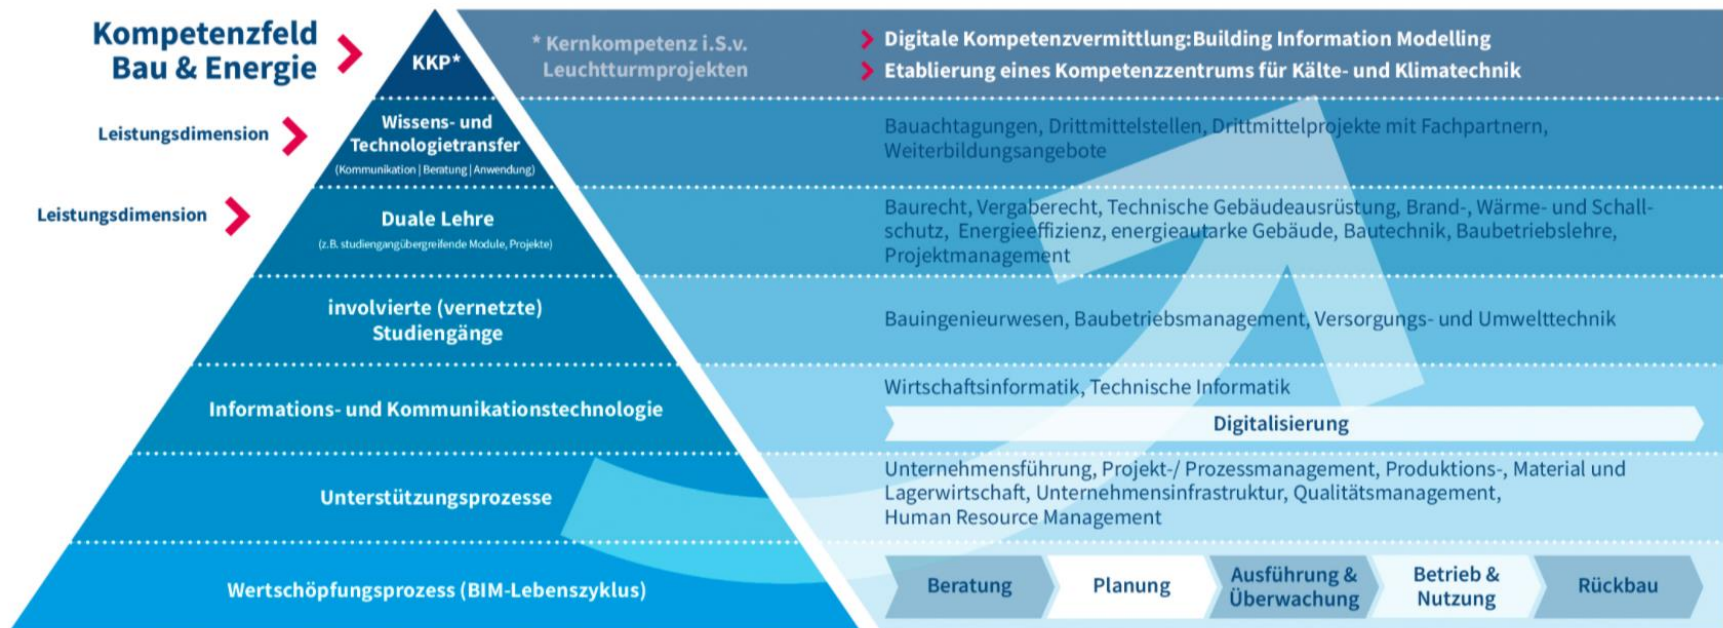 Kompetenzfeld
Bau & Energie
KKP*
* Kernkompetenz i.S.v.
Leuchtturmprojekten
Digitale Kompetenzvermittlung:Building Information Modelling
Etablierung eines Kompetenzzentrums für Kälte- und Klimatechnik
Leistungsdimension
Wissens- und
Technologietransfer
(Kommunikation | Beratung | Anwendung)
Bauachtagungen, Drittmittelstellen, Drittmittelprojekte mit Fachpartnern,
Weiterbildungsangebote
Leistungsdimension
Duale Lehre
(z.B. studiengangübergreifende Module, Projekte)
Baurecht, Vergaberecht, Technische Gebäudeausrüstung, Brand-, Wärme- und Schall-
schutz, Energieeffizienz, energieautarke Gebäude, Bautechnik, Baubetriebslehre,
Projektmanagement
involvierte (vernetzte)
Studiengänge
Bauingenieurwesen, Baubetriebsmanagement, Versorgungs- und Umwelttechnik
Informations- und Kommunikationstechnologie
Wirtschaftsinformatik, Technische Informatik
Digitalisierung
Unterstützungsprozesse
Unternehmensführung, Projekt-/ Prozessmanagement, Produktions-, Material und
Lagerwirtschaft, Unternehmensinfrastruktur, Qualitätsmanagement,
Human Resource Management
Wertschöpfungsprozess (BIM-Lebenszyklus)
Beratung
Planung
Ausführung &
Überwachung
Betrieb &
Nutzung
Rückbau